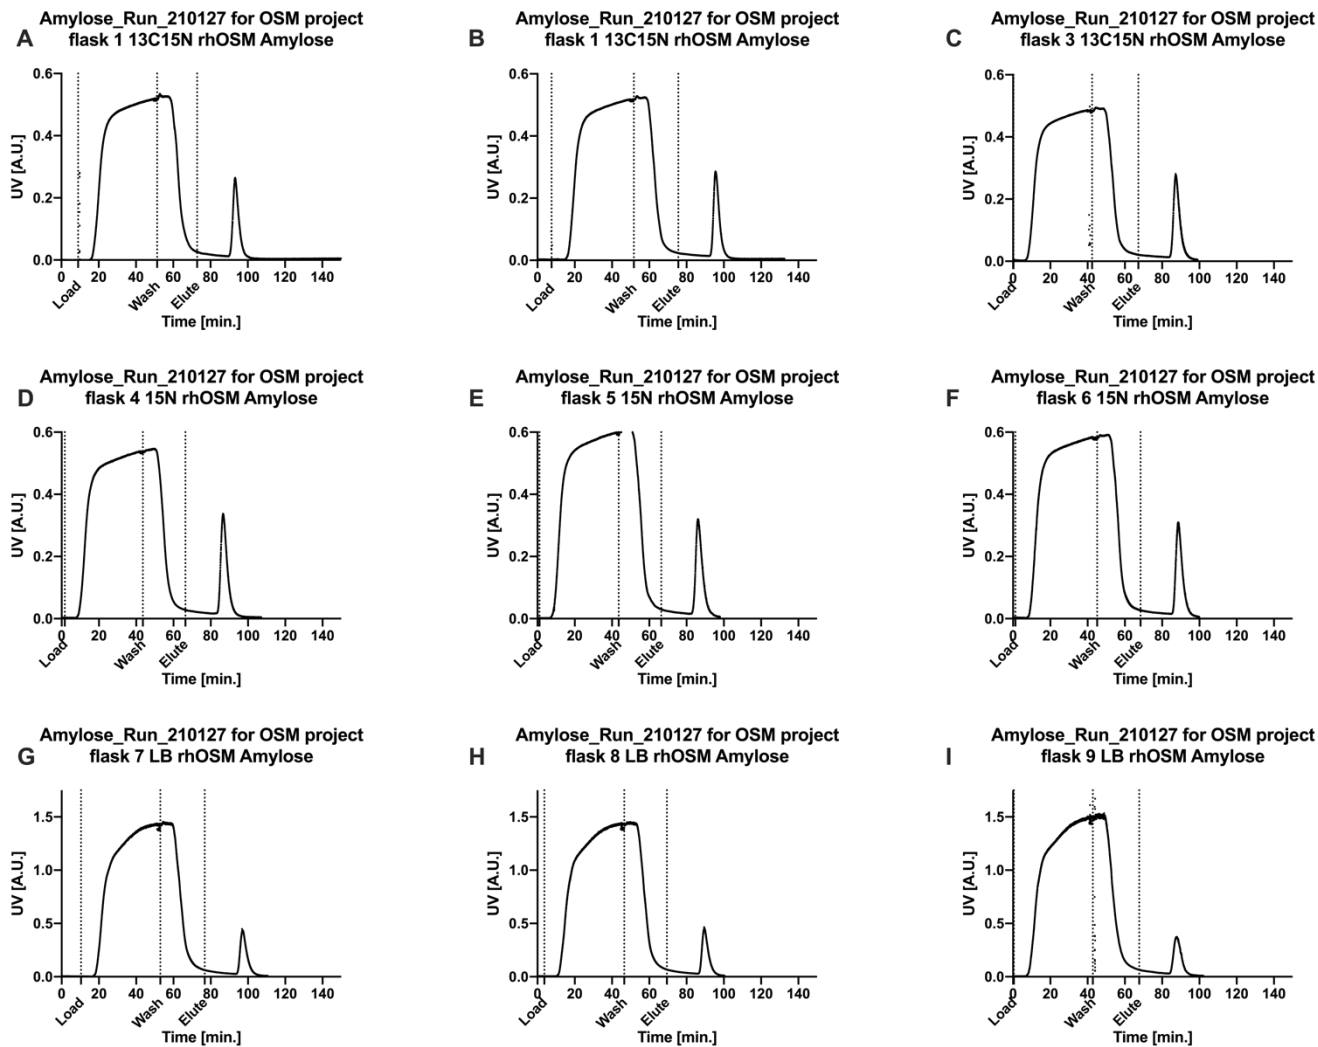 Amylose_Run_210127 for OSM project
A flask 1 13C15N rhOSM Amylose
UV [A.U.]
0.6
0.4
0.2
0.0
0 20 40 60 80 100 120 140
Load Wash Elute
Time [min.]
Amylose_Run_210127 for OSM project
B flask 1 13C15N rhOSM Amylose
UV [A.U.]
0.6
0.4
0.2
0.0
0 20 40 60 80 100 120 140
Load Wash Elute
Time [min.]
Amylose_Run_210127 for OSM project
C flask 3 13C15N rhOSM Amylose
UV [A.U.]
0.6
0.4
0.2
0.0
0 20 40 60 80 100 120 140
Load Wash Elute
Time [min.]
Amylose_Run_210127 for OSM project
D flask 4 15N rhOSM Amylose
UV [A.U.]
0.6
0.4
0.2
0.0
0 20 40 60 80 100 120 140
Load Wash Elute
Time [min.]
Amylose_Run_210127 for OSM project
E flask 5 15N rhOSM Amylose
UV [A.U.]
0.6
0.4
0.2
0.0
0 20 40 60 80 100 120 140
Load Wash Elute
Time [min.]
Amylose_Run_210127 for OSM project
F flask 6 15N rhOSM Amylose
UV [A.U.]
0.6
0.4
0.2
0.0
0 20 40 60 80 100 120 140
Load Wash Elute
Time [min.]
Amylose_Run_210127 for OSM project
G flask 7 LB rhOSM Amylose
UV [A.U.]
1.5
1.0
0.5
0.0
0 20 40 60 80 100 120 140
Load Wash Elute
Time [min.]
Amylose_Run_210127 for OSM project
H flask 8 LB rhOSM Amylose
UV [A.U.]
1.5
1.0
0.5
0.0
0 20 40 60 80 100 120 140
Load Wash Elute
Time [min.]
Amylose_Run_210127 for OSM project
I flask 9 LB rhOSM Amylose
UV [A.U.]
1.5
1.0
0.5
0.0
0 20 40 60 80 100 120 140
Load Wash Elute
Time [min.]